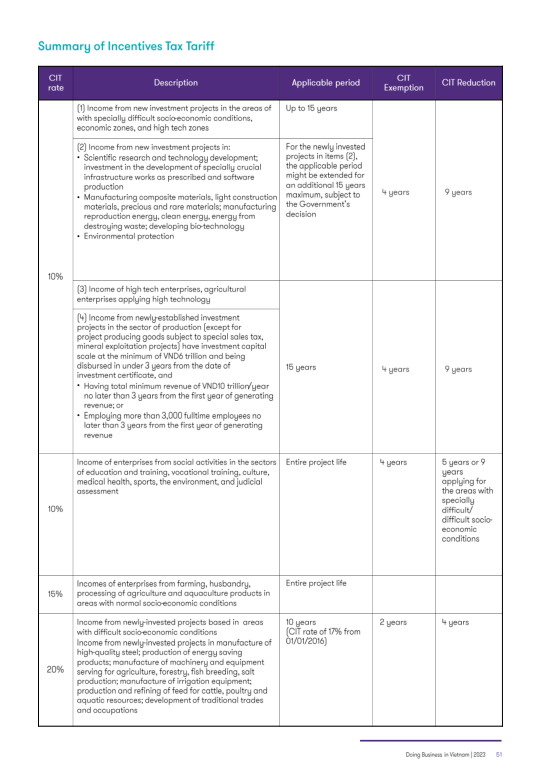 Summary of Incentives Tax Tariff
CIT
rate
Description
Applicable period
CIT
Exemption
CIT Reduction
10%
(1) Income from new investment projects in the areas of
with specially difficult socio-economic conditions,
economic zones, and high tech zones
Up to 15 years
(2) Income from new investment projects in:
• Scientific research and technology development;
investment in the development of specially crucial
infrastructure works as prescribed and software
production
• Manufacturing composite materials, light construction
materials, precious and rare materials; manufacturing
reproduction energy, clean energy, energy from
destroying waste; developing bio-technology
• Environmental protection
For the newly invested
projects in items (2),
the applicable period
might be extended for
an additional 15 years
maximum, subject to
the Government's
decision
4 years
9 years
(3) Income of high tech enterprises, agricultural
enterprises applying high technology
(4) Income from newly-established investment
projects in the sector of production (except for
project producing goods subject to special sales tax,
mineral exploitation projects) have investment capital
scale at the minimum of VND6 trillion and being
disbursed in under 3 years from the date of
investment certificate, and
• Having total minimum revenue of VND10 trillion/year
no later than 3 years from the first year of generating
revenue; or
• Employing more than 3,000 fulltime employees no
later than 3 years from the first year of generating
revenue
15 years
4 years
9 years
10%
Income of enterprises from social activities in the sectors
of education and training, vocational training, culture,
medical health, sports, the environment, and judicial
assessment
Entire project life
4 years
5 years or 9
years
applying for
the areas with
specially
difficult/
difficult socio-
economic
conditions
15%
Incomes of enterprises from farming, husbandry,
processing of agriculture and aquaculture products in
areas with normal socio-economic conditions
Entire project life
20%
Income from newly-invested projects based in areas
with difficult socio-economic conditions
Income from newly-invested projects in manufacture of
high-quality steel; production of energy saving
products; manufacture of machinery and equipment
serving for agriculture, forestry, fish breeding, salt
production; manufacture of irrigation equipment;
production and refining of feed for cattle, poultry and
aquatic resources; development of traditional trades
and occupations
10 years
(CIT rate of 17% from
01/01/2016)
2 years
4 years
Doing Business in Vietnam | 2023 51